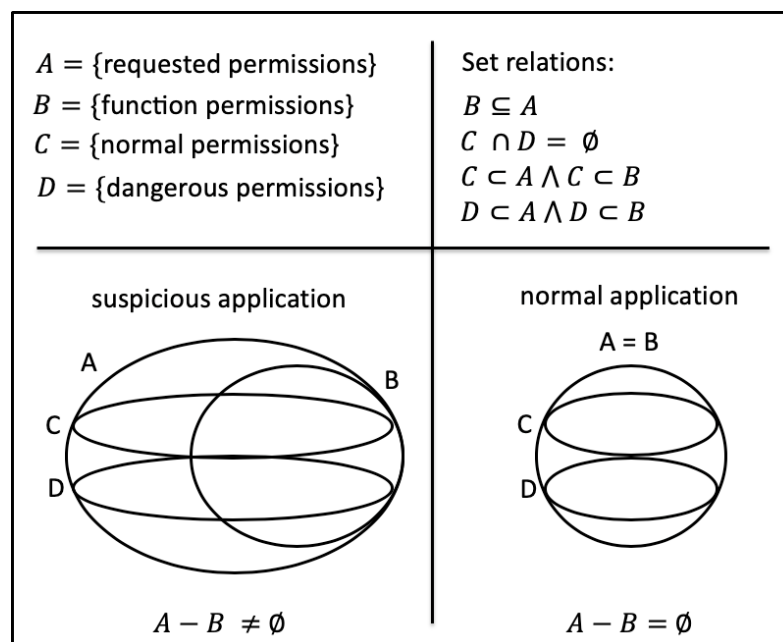 A = {requested permissions}
B = {function permissions}
C = {normal permissions}
D = {dangerous permissions}
Set relations:
B ⊆ A
C ∩ D = ∅
C ⊂ A ⋀ C ⊂ B
D ⊂ A ⋀ D ⊂ B
suspicious application
A
B
C
D
A − B ≠ ∅
normal application
A = B
C
D
A − B = ∅